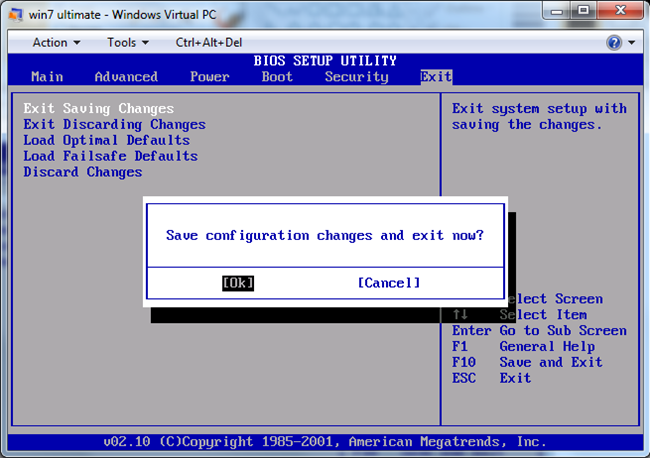 win7 ultimate - Windows Virtual PC
Action Tools Ctrl+Alt+Del
BIOS SETUP UTILITY
Main Advanced Power Boot Security Exit
Exit Saving Changes
Exit Discarding Changes
Load Optimal Defaults
Load Failsafe Defaults
Discard Changes
Exit system setup with
saving the changes.
Save configuration changes and exit now?
[Ok] [Cancel]
elect Screen
↑↓ Select Item
Enter Go to Sub Screen
F1 General Help
F10 Save and Exit
ESC Exit
v02.10 (C)Copyright 1985-2001, American Megatrends, Inc.